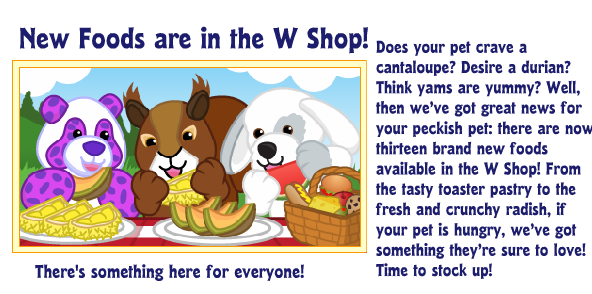 New Foods are in the W Shop!
Does your pet crave a
cantaloupe? Desire a durian?
Think yams are yummy? Well,
then we've got great news for
your peckish pet: there are now
thirteen brand new foods
available in the W Shop! From
the tasty toaster pastry to the
fresh and crunchy radish, if
your pet is hungry, we've got
something they're sure to love!
Time to stock up!
There's something here for everyone!